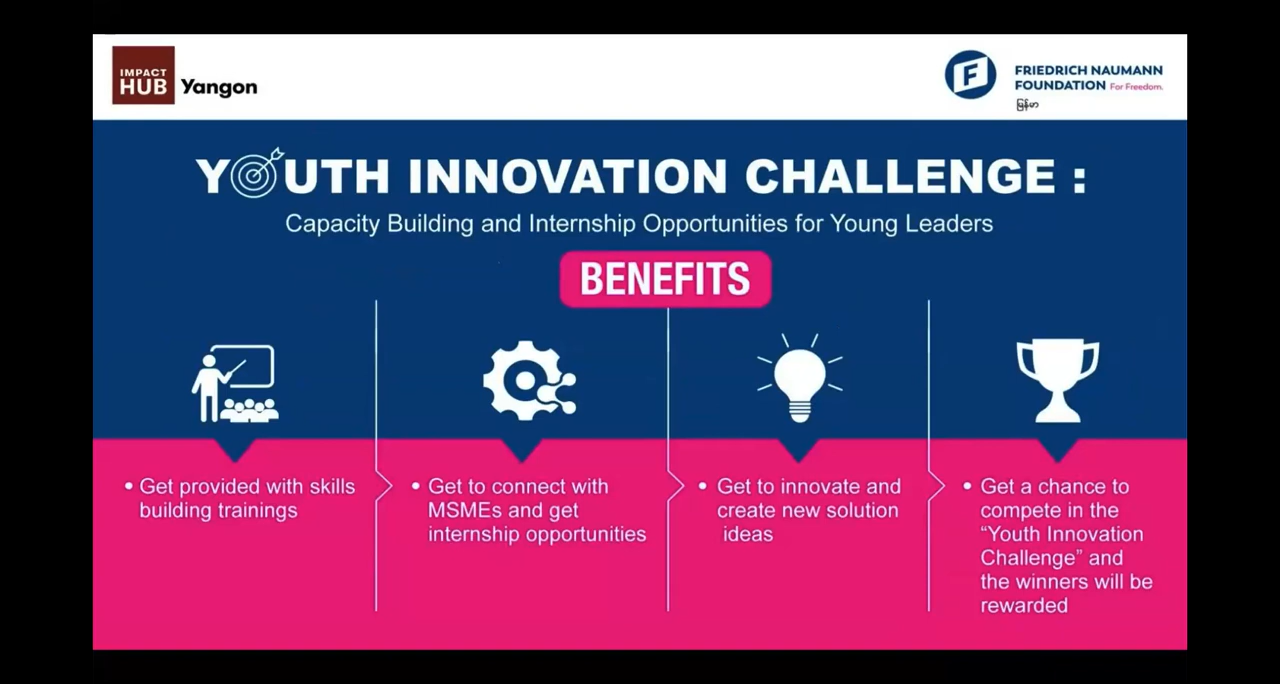 IMPACT
HUB Yangon
FRIEDRICH NAUMANN
FOUNDATION For Freedom.
မြန်မာ
YOUTH INNOVATION CHALLENGE :
Capacity Building and Internship Opportunities for Young Leaders
BENEFITS
• Get provided with skills
building trainings
• Get to connect with
MSMEs and get
internship opportunities
• Get to innovate and
create new solution
ideas
• Get a chance to
compete in the
“Youth Innovation
Challenge” and
the winners will be
rewarded